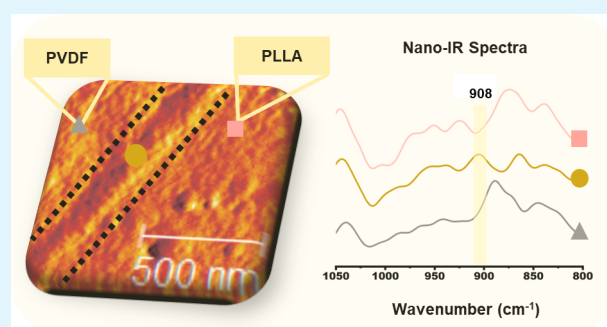 PVDF
PLLA
500 nm
Nano-IR Spectra
908
1050 1000 950 900 850 800
Wavenumber (cm⁻¹)